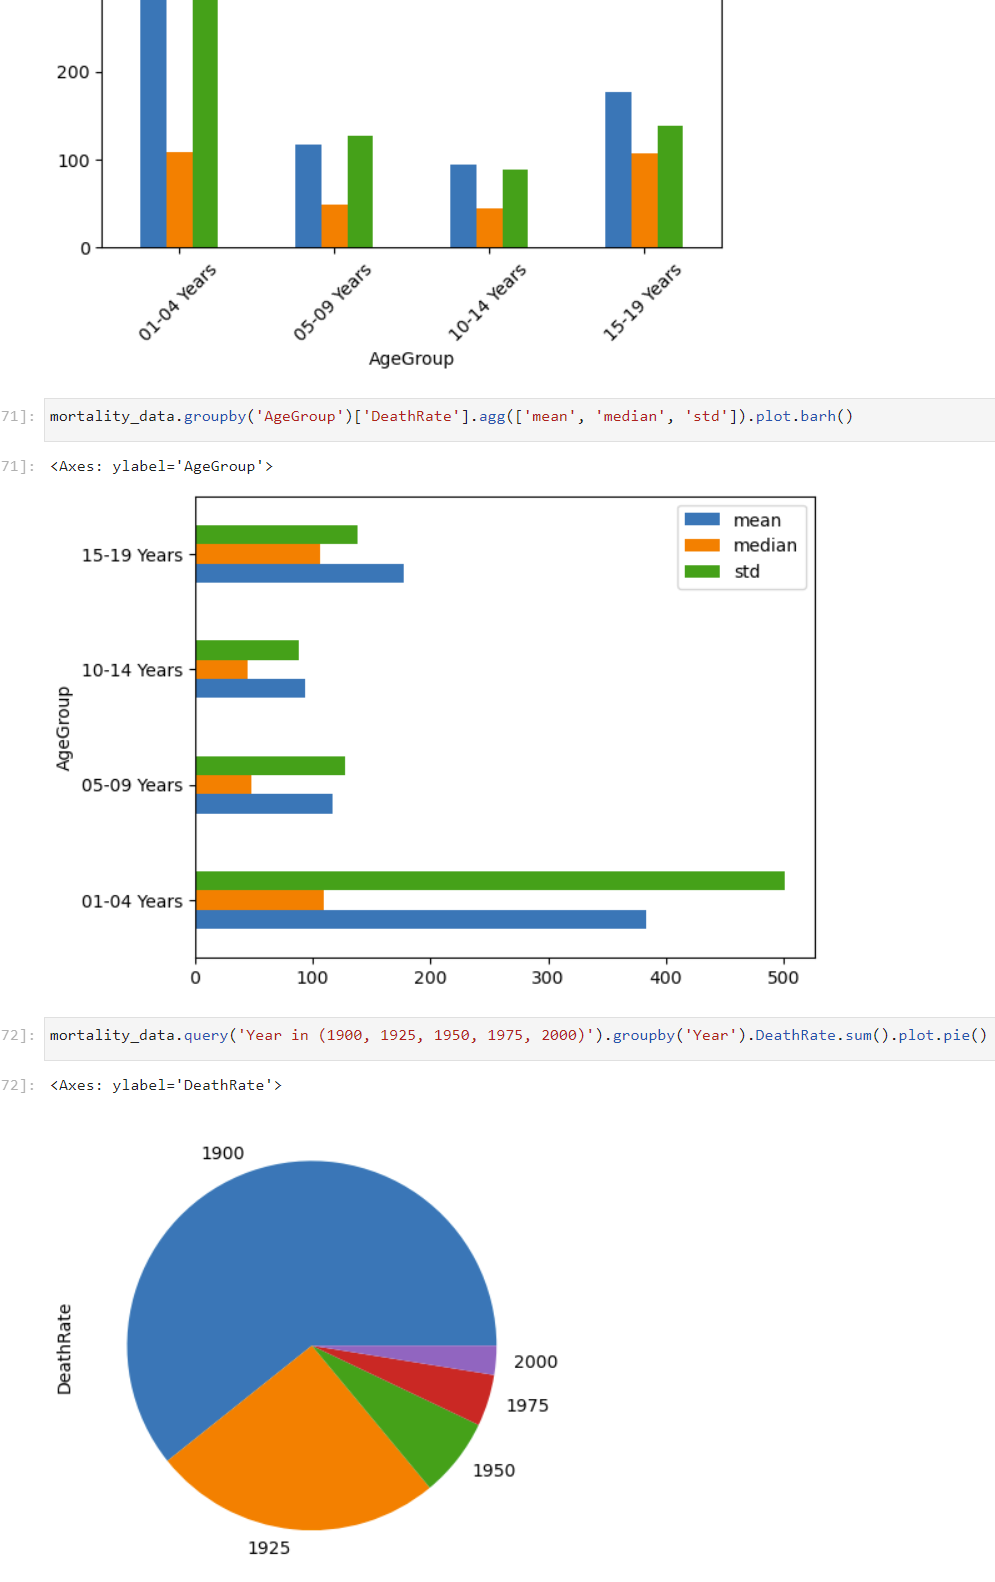 200
100
0
01-04 Years
05-09 Years
10-14 Years
15-19 Years
AgeGroup
71]:
mortality_data.groupby('AgeGroup')['DeathRate'].agg(['mean', 'median', 'std']).plot.barh()
71]:
<Axes: ylabel='AgeGroup'>
mean
median
std
15-19 Years
10-14 Years
05-09 Years
01-04 Years
AgeGroup
0 100 200 300 400 500
72]:
mortality_data.query('Year in (1900, 1925, 1950, 1975, 2000)').groupby('Year').DeathRate.sum().plot.pie()
72]:
<Axes: ylabel='DeathRate'>
1900
DeathRate
2000
1975
1950
1925